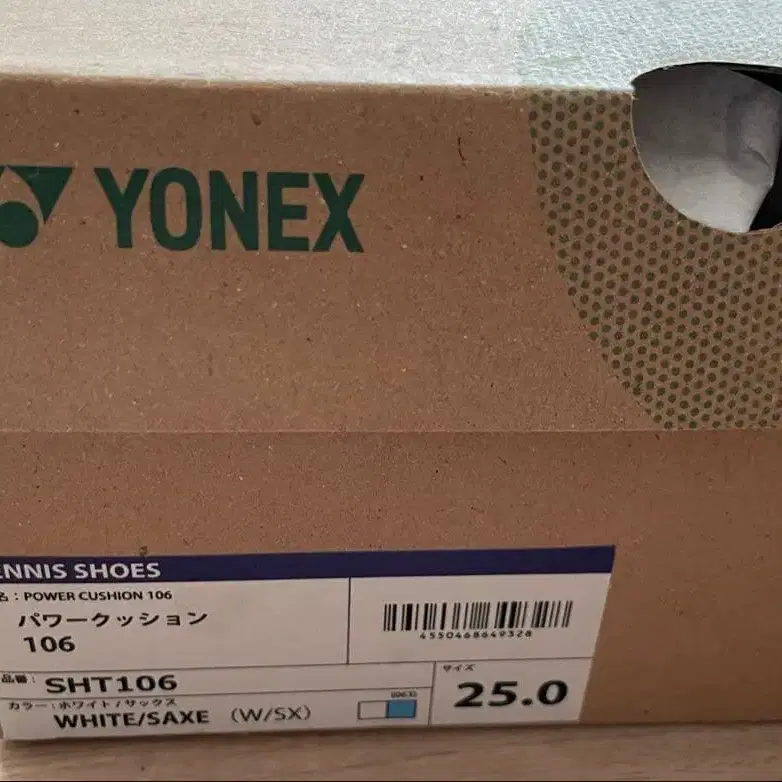 YONEX
ENNIS SHOES
名：POWER CUSHION 106
パワークッション
106
4550468649328
品番：
SHT106
サイズ
25.0
カラー：ホワイト/サックス
WHITE/SAXE （W/SX）